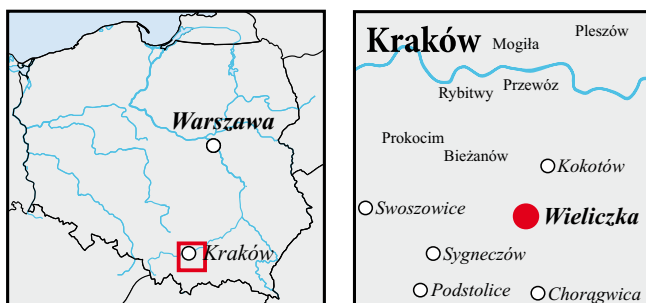 Warszawa
Kraków
Kraków
Mogiła
Pleszów
Rybitwy
Przewóz
Prokocim
Bieżanów
Kokotów
Swoszowice
Wieliczka
Sygneczów
Podstolice
Chorągwica